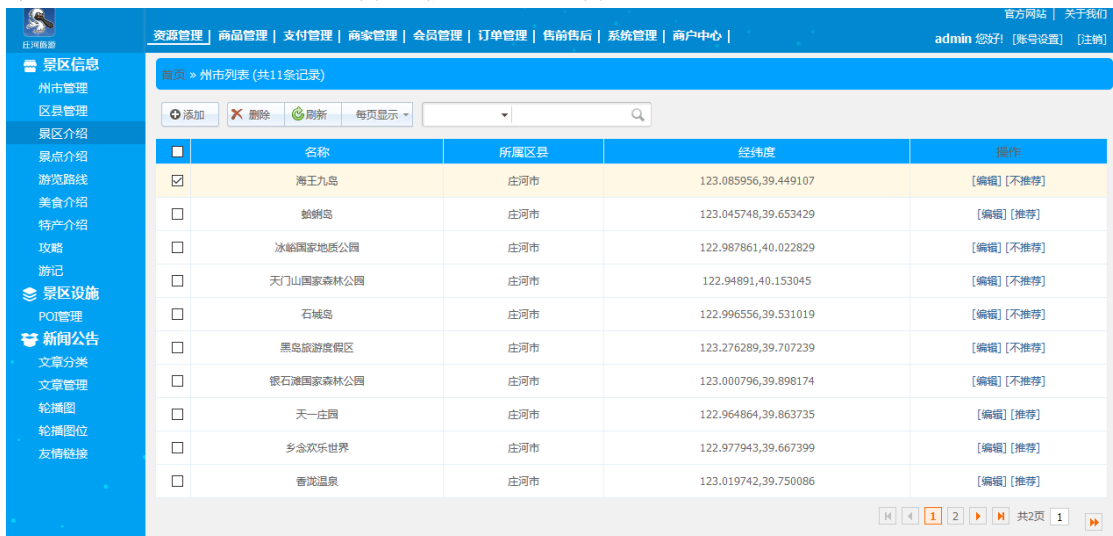 官方网站 | 关于我们
庄河旅游
资源管理 | 商品管理 | 支付管理 | 商家管理 | 会员管理 | 订单管理 | 售前售后 | 系统管理 | 商户中心 |
admin 您好! [账号设置] [注销]
景区信息
州市管理
区县管理
景区介绍
景点介绍
游览路线
美食介绍
特产介绍
攻略
游记
景区设施
POI管理
新闻公告
文章分类
文章管理
轮播图
轮播图位
友情链接
首页 » 州市列表 (共11条记录)
添加 删除 刷新 每页显示
名称 所属区县 经纬度 操作
海王九岛 庄河市 123.085956,39.449107 [编辑] [不推荐]
蛤蜊岛 庄河市 123.045748,39.653429 [编辑] [推荐]
冰峪国家地质公园 庄河市 122.987861,40.022829 [编辑] [不推荐]
天门山国家森林公园 庄河市 122.94891,40.153045 [编辑] [不推荐]
石城岛 庄河市 122.996556,39.531019 [编辑] [不推荐]
黑岛旅游度假区 庄河市 123.276289,39.707239 [编辑] [不推荐]
银石滩国家森林公园 庄河市 123.000796,39.898174 [编辑] [不推荐]
天一庄园 庄河市 122.964864,39.863735 [编辑] [推荐]
乡念欢乐世界 庄河市 122.977943,39.667399 [编辑] [推荐]
香泷温泉 庄河市 123.019742,39.750086 [编辑] [推荐]
1 2 共2页 1